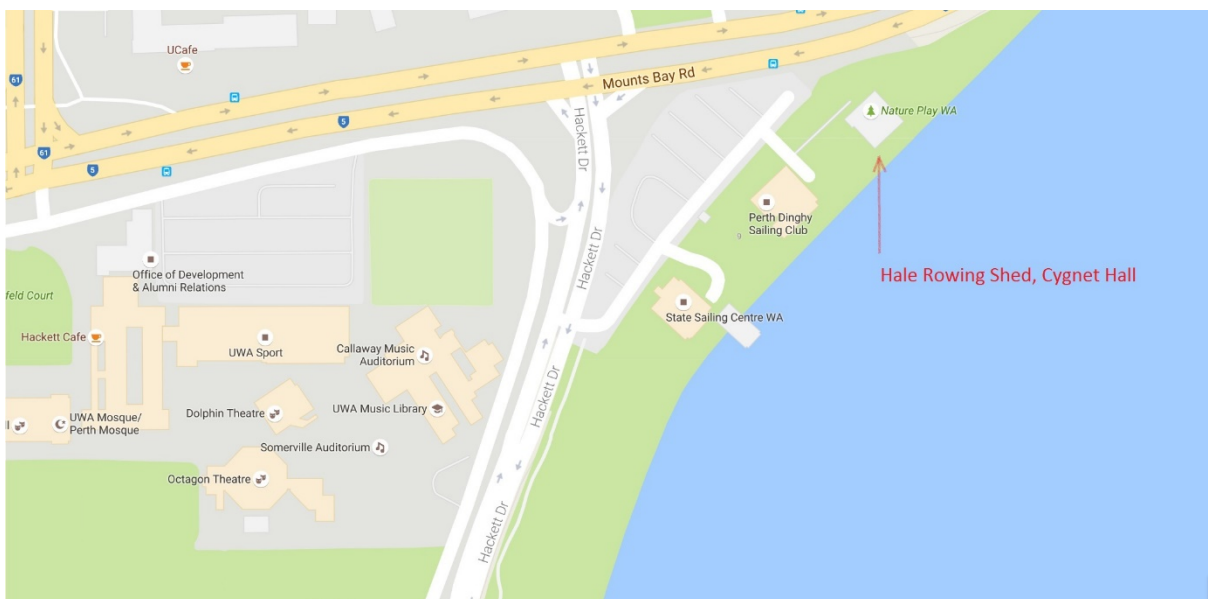 UCafe
61
Mounts Bay Rd
Hackett Dr
Nature Play WA
5
61
5
Perth Dinghy
Sailing Club
Hackett Dr
Hale Rowing Shed, Cygnet Hall
Office of Development
& Alumni Relations
feld Court
State Sailing Centre WA
Hackett Cafe
UWA Sport
Callaway Music
Auditorium
Hackett Dr
Dolphin Theatre
UWA Music Library
ll
UWA Mosque/
Perth Mosque
Somerville Auditorium
Octagon Theatre
Hackett Dr